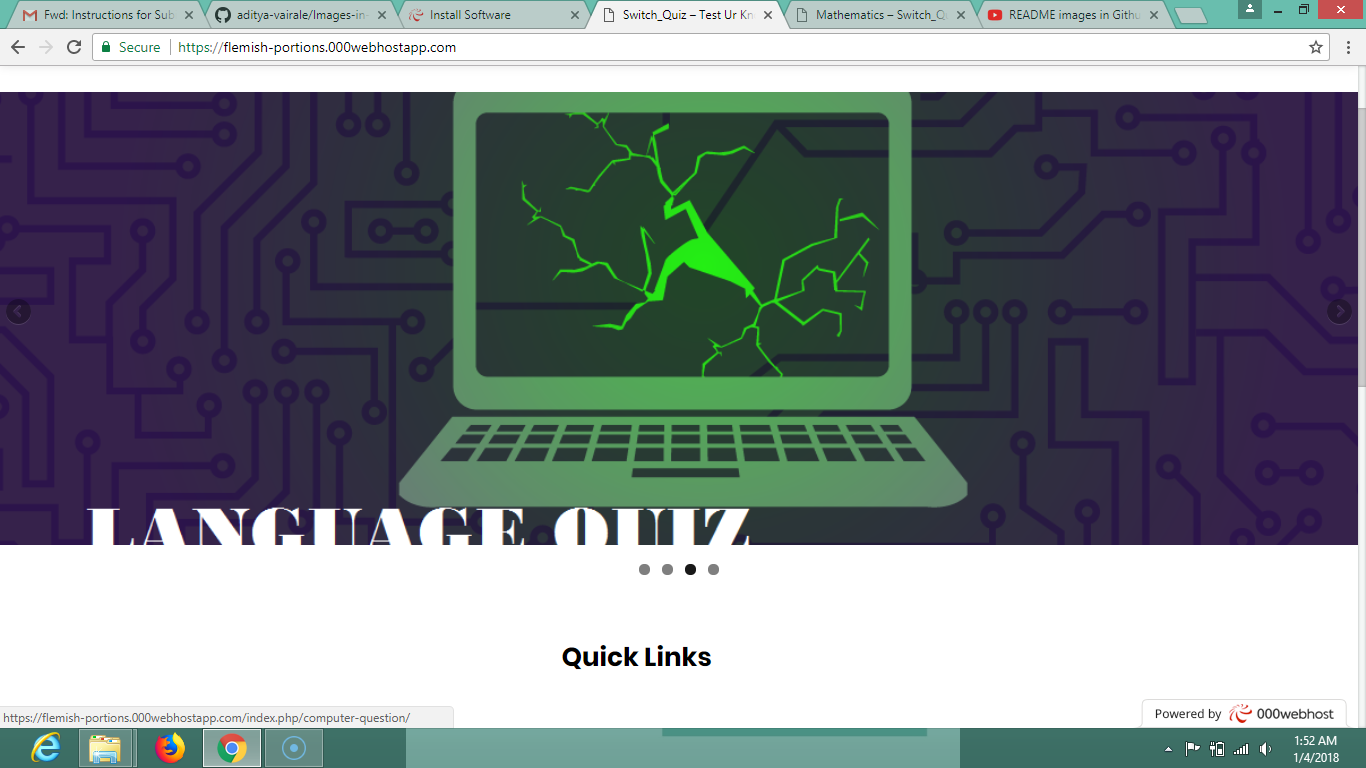 Fwd: Instructions for Sub
aditya-vairale/Images-in-
Install Software
Switch_Quiz – Test Ur Kn
Mathematics – Switch_Q
README images in Githu
Secure
https://flemish-portions.000webhostapp.com
LANGUAGE QUIZ
Quick Links
https://flemish-portions.000webhostapp.com/index.php/computer-question/
Powered by 000webhost
1:52 AM
1/4/2018